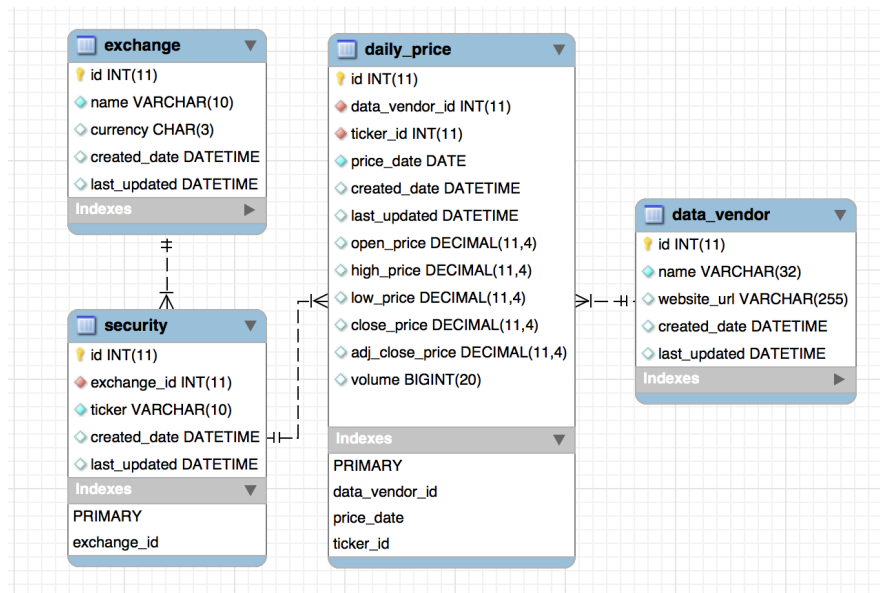 exchange
id INT(11)
name VARCHAR(10)
currency CHAR(3)
created_date DATETIME
last_updated DATETIME
Indexes
security
id INT(11)
exchange_id INT(11)
ticker VARCHAR(10)
created_date DATETIME
last_updated DATETIME
Indexes
PRIMARY
exchange_id
daily_price
id INT(11)
data_vendor_id INT(11)
ticker_id INT(11)
price_date DATE
created_date DATETIME
last_updated DATETIME
open_price DECIMAL(11,4)
high_price DECIMAL(11,4)
low_price DECIMAL(11,4)
close_price DECIMAL(11,4)
adj_close_price DECIMAL(11,4)
volume BIGINT(20)
Indexes
PRIMARY
data_vendor_id
price_date
ticker_id
data_vendor
id INT(11)
name VARCHAR(32)
website_url VARCHAR(255)
created_date DATETIME
last_updated DATETIME
Indexes